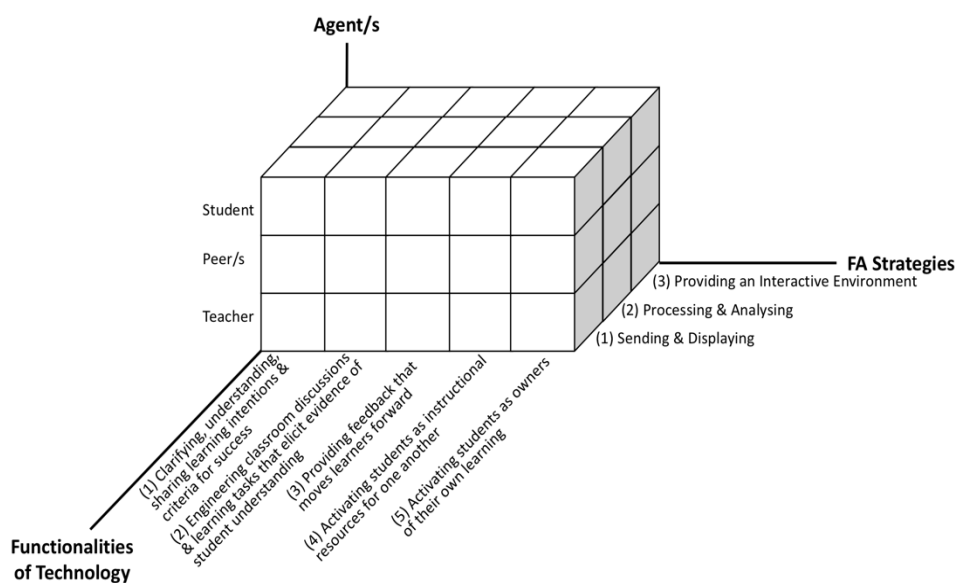 Agent/s
Student
Peer/s
Teacher
FA Strategies
(3) Providing an Interactive Environment
(2) Processing & Analysing
(1) Sending & Displaying
(1) Clarifying, understanding,
sharing learning intentions &
criteria for success
(2) Engineering classroom discussions
& learning tasks that elicit evidence of
student understanding
(3) Providing feedback that
moves learners forward
(4) Activating students as instructional
resources for one another
(5) Activating students as owners
of their own learning
Functionalities
of Technology